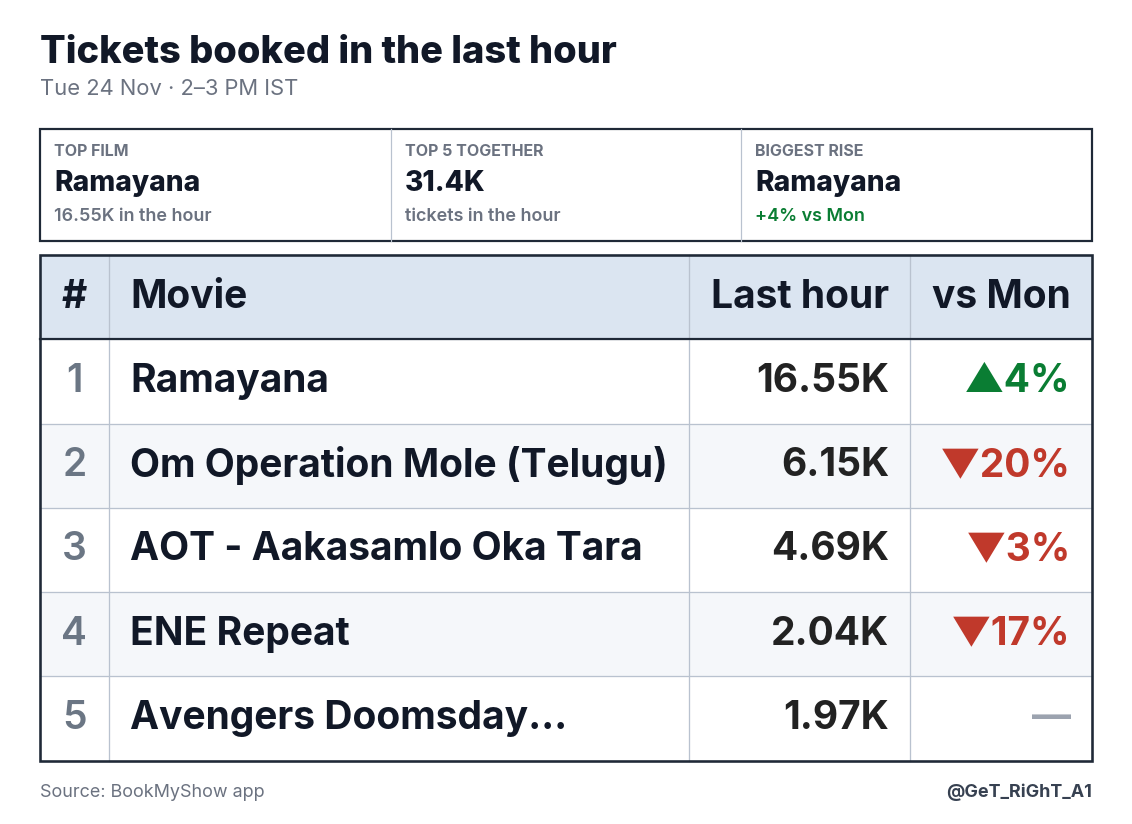 Tickets booked in the last hour
Tue 24 Nov · 2–3 PM IST
TOP FILM
Ramayana
16.55K in the hour
TOP 5 TOGETHER
31.4K
tickets in the hour
BIGGEST RISE
Ramayana
+4% vs Mon
# Movie Last hour vs Mon
1 Ramayana 16.55K ▲4%
2 Om Operation Mole (Telugu) 6.15K ▼20%
3 AOT - Aakasamlo Oka Tara 4.69K ▼3%
4 ENE Repeat 2.04K ▼17%
5 Avengers Doomsday... 1.97K —
Source: BookMyShow app @GeT_RiGhT_A1